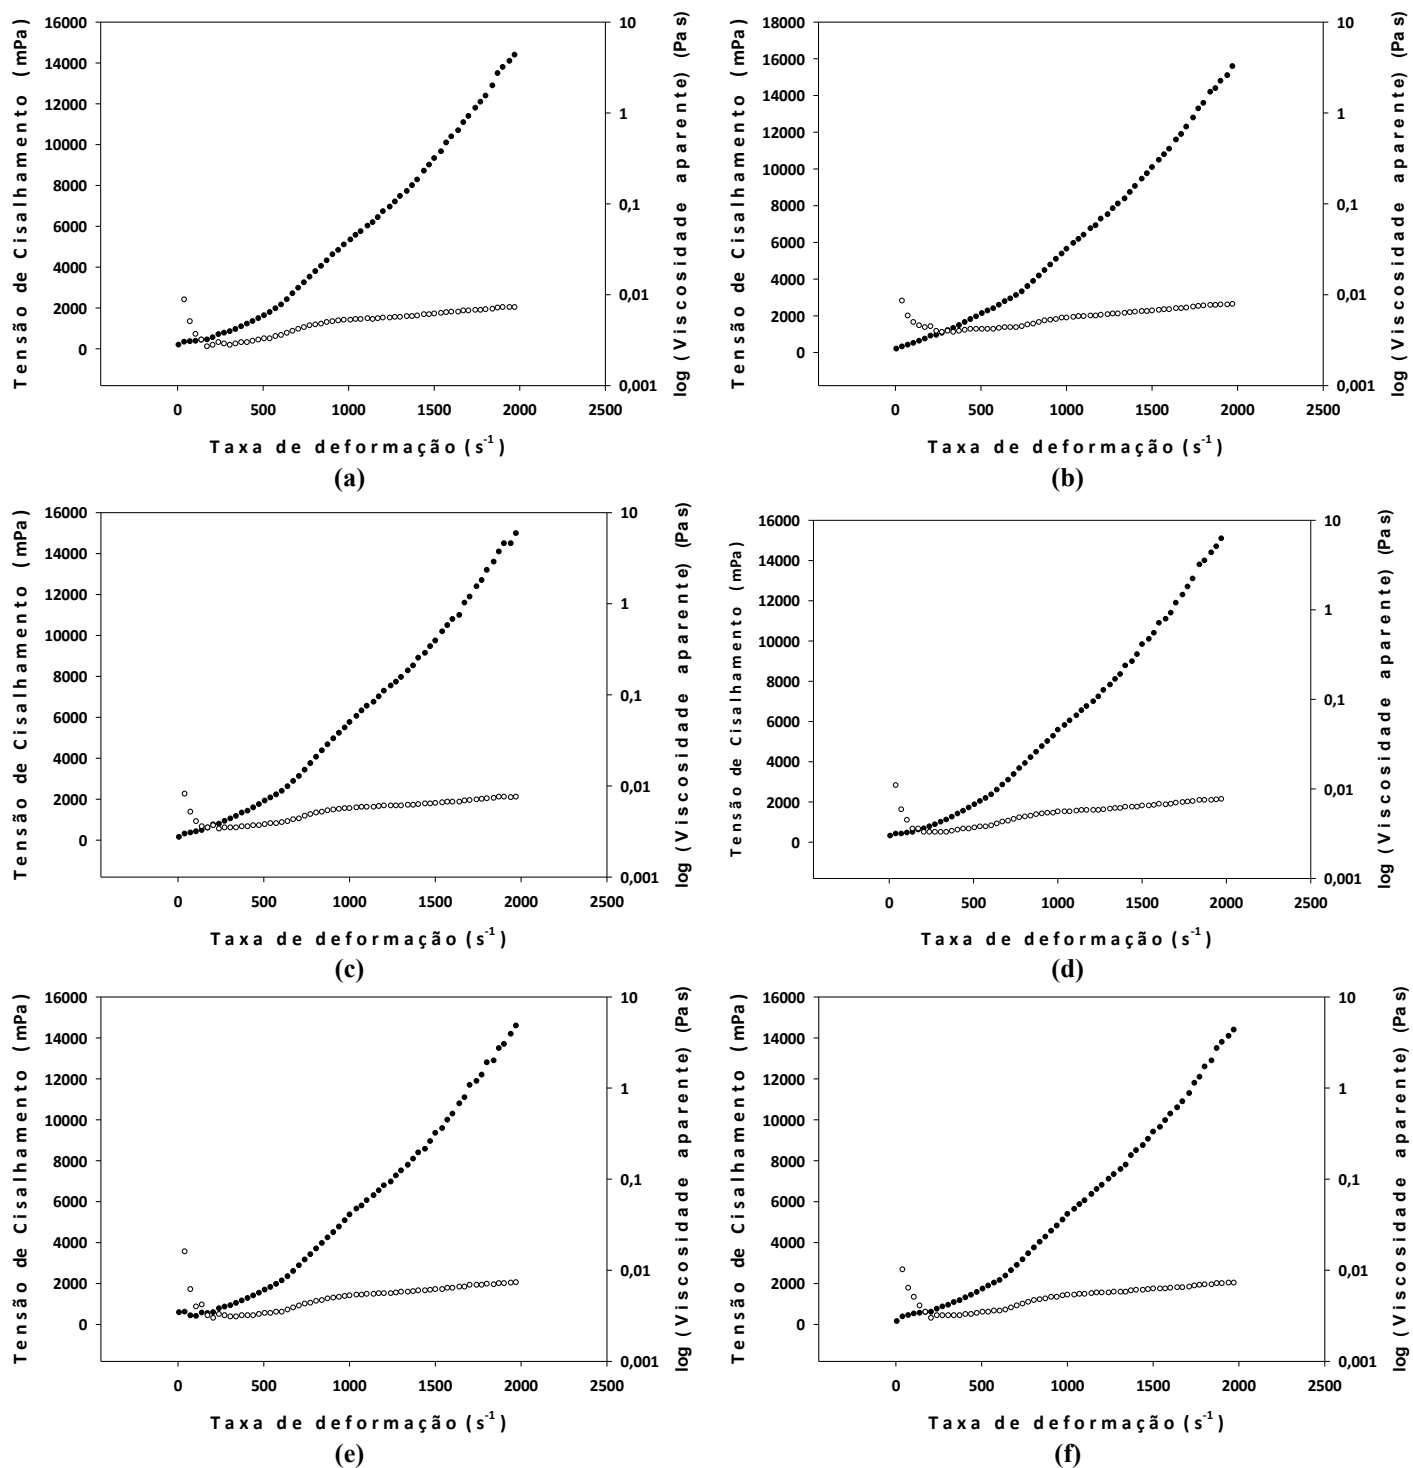 Tensão de Cisalhamento (mPa)
16000
14000
12000
10000
8000
6000
4000
2000
0
10
1
0,1
0,01
0,001
log (Viscosidade aparente) (Pas)
0 500 1000 1500 2000 2500
Taxa de deformação (s⁻¹)
(a)
Tensão de Cisalhamento (mPa)
18000
16000
14000
12000
10000
8000
6000
4000
2000
0
10
1
0,1
0,01
0,001
log (Viscosidade aparente) (Pas)
0 500 1000 1500 2000 2500
Taxa de deformação (s⁻¹)
(b)
Tensão de Cisalhamento (mPa)
16000
14000
12000
10000
8000
6000
4000
2000
0
10
1
0,1
0,01
0,001
log (Viscosidade aparente) (Pas)
0 500 1000 1500 2000 2500
Taxa de deformação (s⁻¹)
(c)
Tensão de Cisalhamento (mPa)
16000
14000
12000
10000
8000
6000
4000
2000
0
10
1
0,1
0,01
0,001
log (Viscosidade aparente) (Pas)
0 500 1000 1500 2000 2500
Taxa de deformação (s⁻¹)
(d)
Tensão de Cisalhamento (mPa)
16000
14000
12000
10000
8000
6000
4000
2000
0
10
1
0,1
0,01
0,001
log (Viscosidade aparente) (Pas)
0 500 1000 1500 2000 2500
Taxa de deformação (s⁻¹)
(e)
Tensão de Cisalhamento (mPa)
16000
14000
12000
10000
8000
6000
4000
2000
0
10
1
0,1
0,01
0,001
log (Viscosidade aparente) (Pas)
0 500 1000 1500 2000 2500
Taxa de deformação (s⁻¹)
(f)